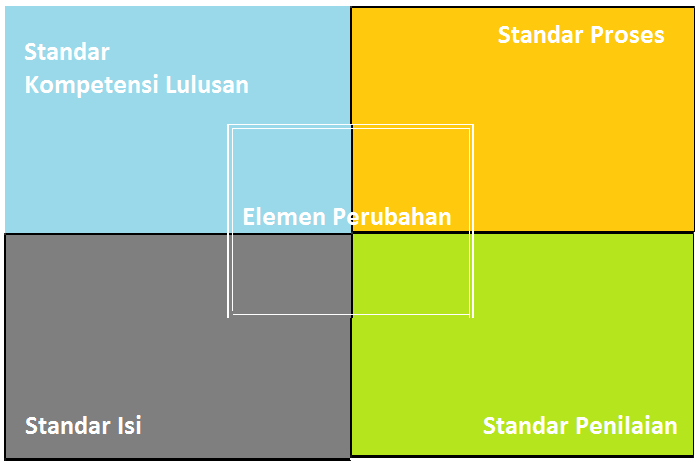 Standar
Kompetensi Lulusan
Standar Proses
Elemen Perubahan
Standar Isi
Standar Penilaian